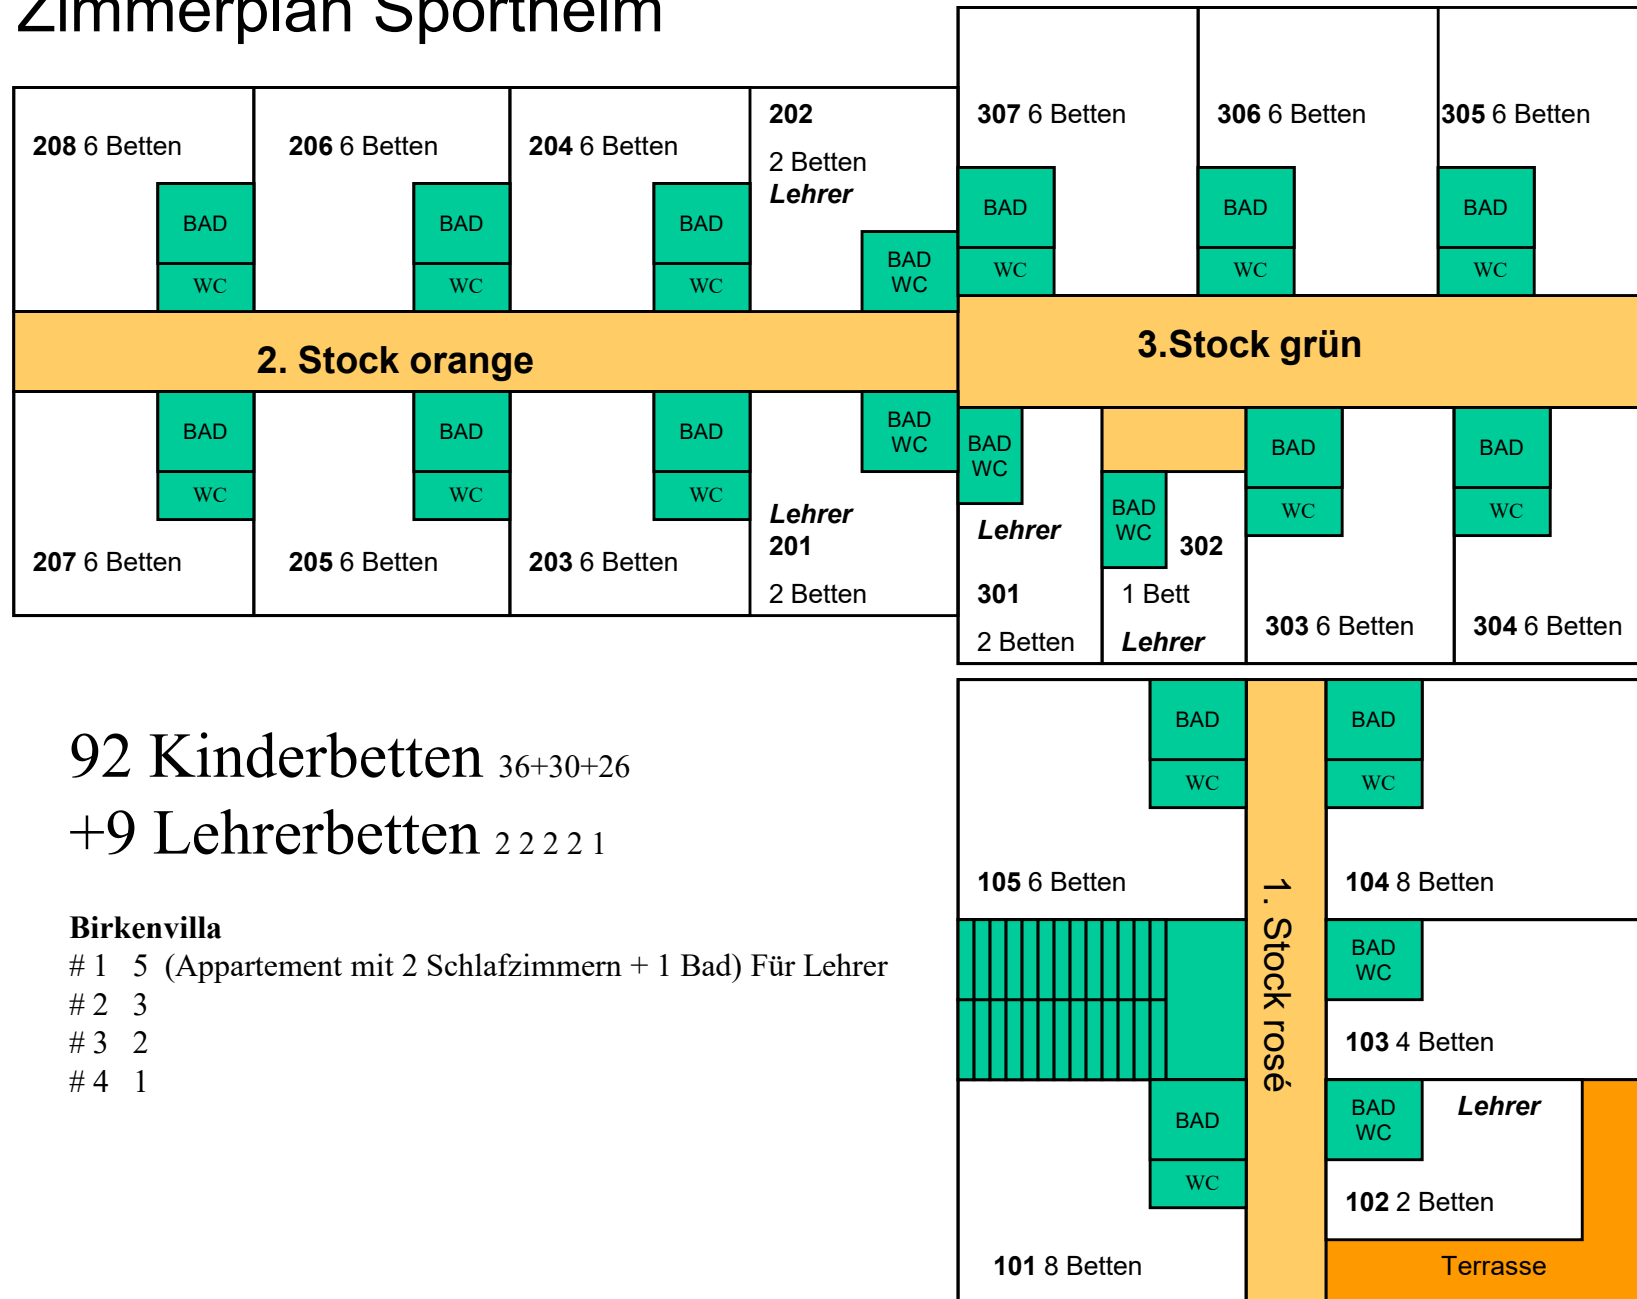 Zimmerplan Sportheim
208 6 Betten
206 6 Betten
204 6 Betten
202
2 Betten
Lehrer
BAD
WC
BAD
WC
BAD
WC
BAD
WC
2. Stock orange
BAD
WC
BAD
WC
BAD
WC
BAD
WC
207 6 Betten
205 6 Betten
203 6 Betten
Lehrer
201
2 Betten
307 6 Betten
306 6 Betten
305 6 Betten
BAD
WC
BAD
WC
BAD
WC
3.Stock grün
BAD
WC
Lehrer
301
2 Betten
BAD
WC
302
1 Bett
Lehrer
BAD
WC
303 6 Betten
BAD
WC
304 6 Betten
92 Kinderbetten 36+30+26
+9 Lehrerbetten 2 2 2 2 1
Birkenvilla
# 1 5 (Appartement mit 2 Schlafzimmern + 1 Bad) Für Lehrer
# 2 3
# 3 2
# 4 1
BAD
WC
105 6 Betten
BAD
WC
104 8 Betten
1. Stock rosé
BAD
WC
103 4 Betten
BAD
WC
101 8 Betten
BAD
WC
Lehrer
102 2 Betten
Terrasse